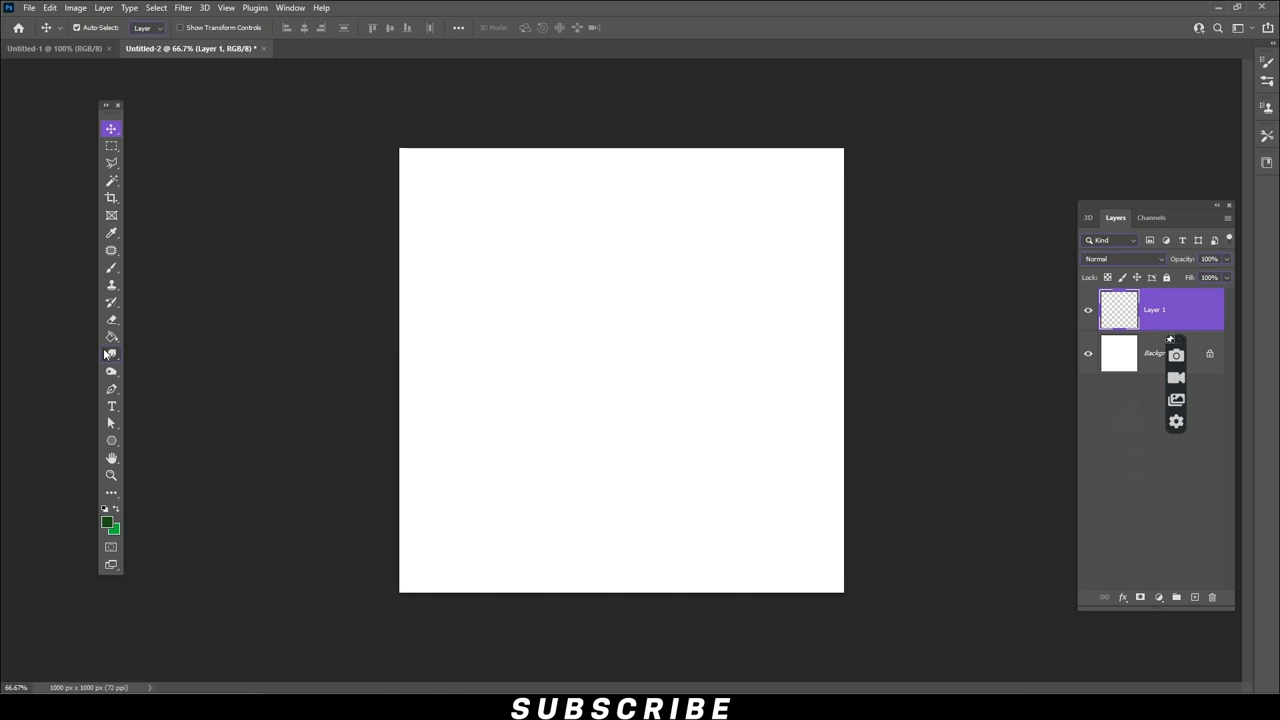 File Edit Image Layer Type Select Filter 3D View Plugins Window Help
Auto-Select: Layer Show Transform Controls 3D Mode:
Untitled-1 @ 100% (RGB/8) × Untitled-2 @ 66.7% (Layer 1, RGB/8) * ×
3D Layers Channels
Kind
Normal Opacity: 100%
Lock: Fill: 100%
Layer 1
Backgr
66.67% 1000 px x 1000 px (72 ppi)
SUBSCRIBE